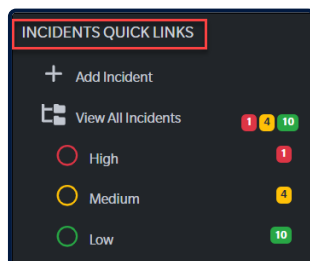 INCIDENTS QUICK LINKS
Add Incident
View All Incidents 1 4 10
High 1
Medium 4
Low 10